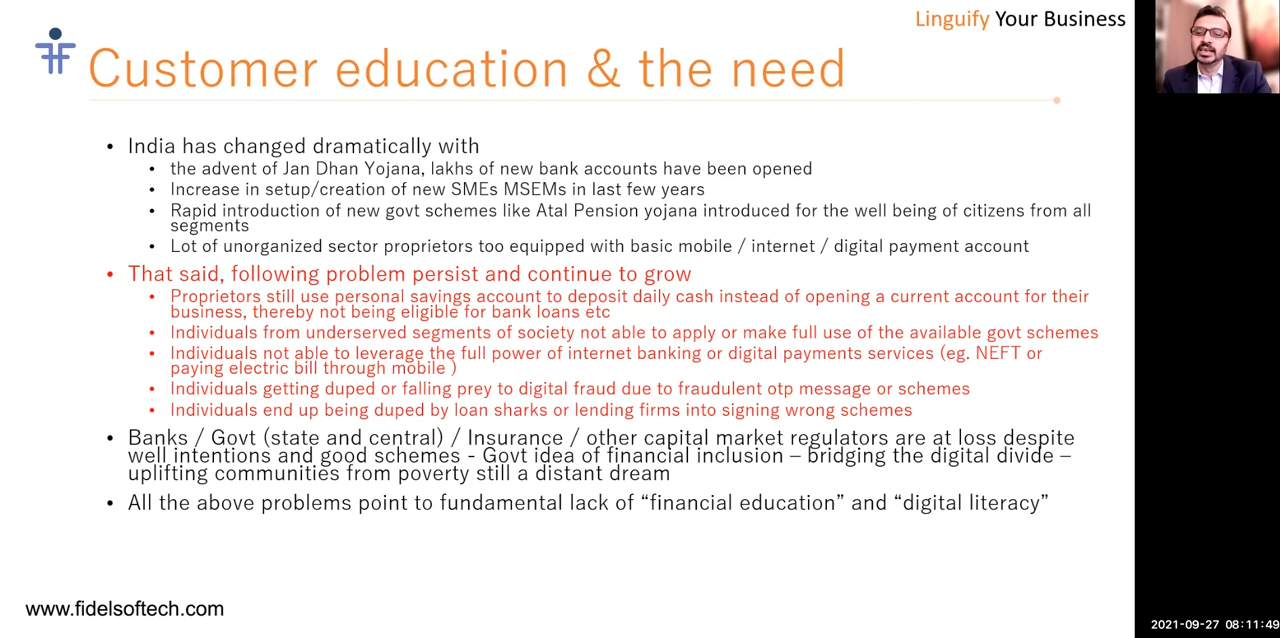 Linguify Your Business
Customer education & the need
• India has changed dramatically with
• the advent of Jan Dhan Yojana, lakhs of new bank accounts have been opened
• Increase in setup/creation of new SMEs MSEMs in last few years
• Rapid introduction of new govt schemes like Atal Pension yojana introduced for the well being of citizens from all
segments
• Lot of unorganized sector proprietors too equipped with basic mobile / internet / digital payment account
• That said, following problem persist and continue to grow
• Proprietors still use personal savings account to deposit daily cash instead of opening a current account for their
business, thereby not being eligible for bank loans etc
• Individuals from underserved segments of society not able to apply or make full use of the available govt schemes
• Individuals not able to leverage the full power of internet banking or digital payments services (eg. NEFT or
paying electric bill through mobile )
• Individuals getting duped or falling prey to digital fraud due to fraudulent otp message or schemes
• Individuals end up being duped by loan sharks or lending firms into signing wrong schemes
• Banks / Govt (state and central) / Insurance / other capital market regulators are at loss despite
well intentions and good schemes - Govt idea of financial inclusion – bridging the digital divide –
uplifting communities from poverty still a distant dream
• All the above problems point to fundamental lack of “financial education” and “digital literacy”
www.fidelsoftech.com
2021-09-27 08:11:49